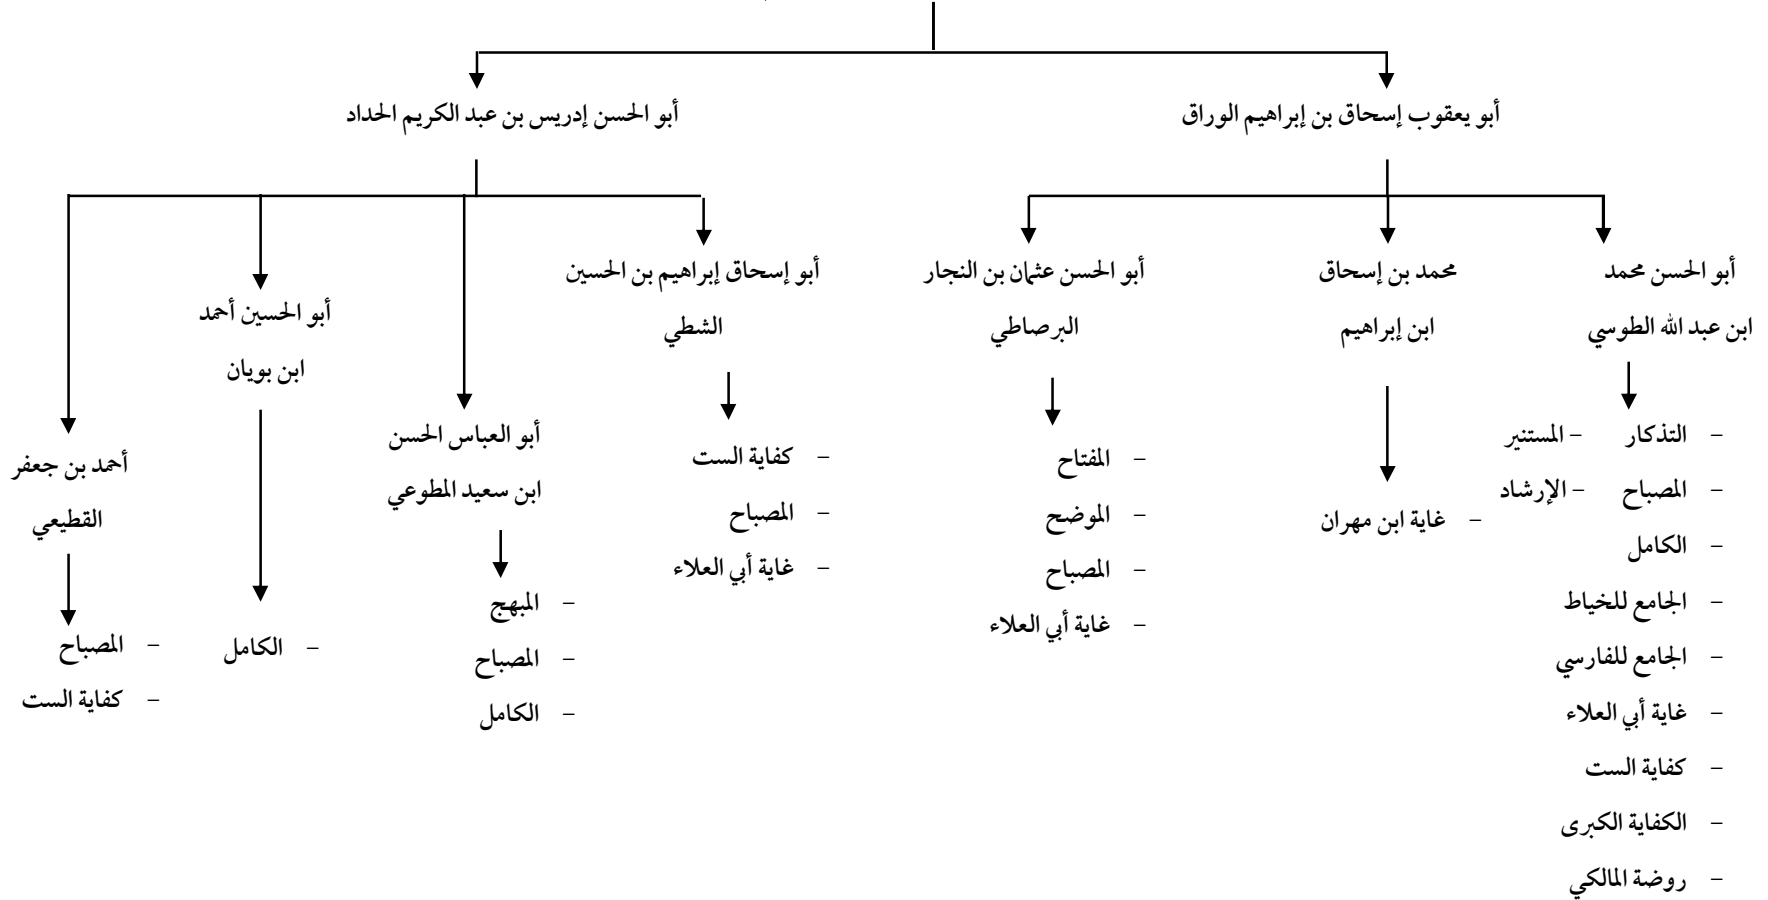 أبو يعقوب إسحاق بن إبراهيم الوراق
أبو الحسن إدريس بن عبد الكريم الحداد
أبو الحسن محمد
ابن عبد الله الطوسي
– التذكار – المستنير
– المصباح – الإرشاد
– الكامل
– الجامع للخياط
– الجامع للفارسي
– غاية أبي العلاء
– كفاية الست
– الكفاية الكبرى
– روضة المالكي
محمد بن إسحاق
ابن إبراهيم
– غاية ابن مهران
أبو الحسن عثمان بن النجار
البرصاطي
– المفتاح
– الموضح
– المصباح
– غاية أبي العلاء
أبو إسحاق إبراهيم بن الحسين
الشطي
– كفاية الست
– المصباح
– غاية أبي العلاء
أبو العباس الحسن
ابن سعيد المطوعي
– المبهج
– المصباح
– الكامل
أبو الحسين أحمد
ابن بويان
– الكامل
أحمد بن جعفر
القطيعي
– المصباح
– كفاية الست